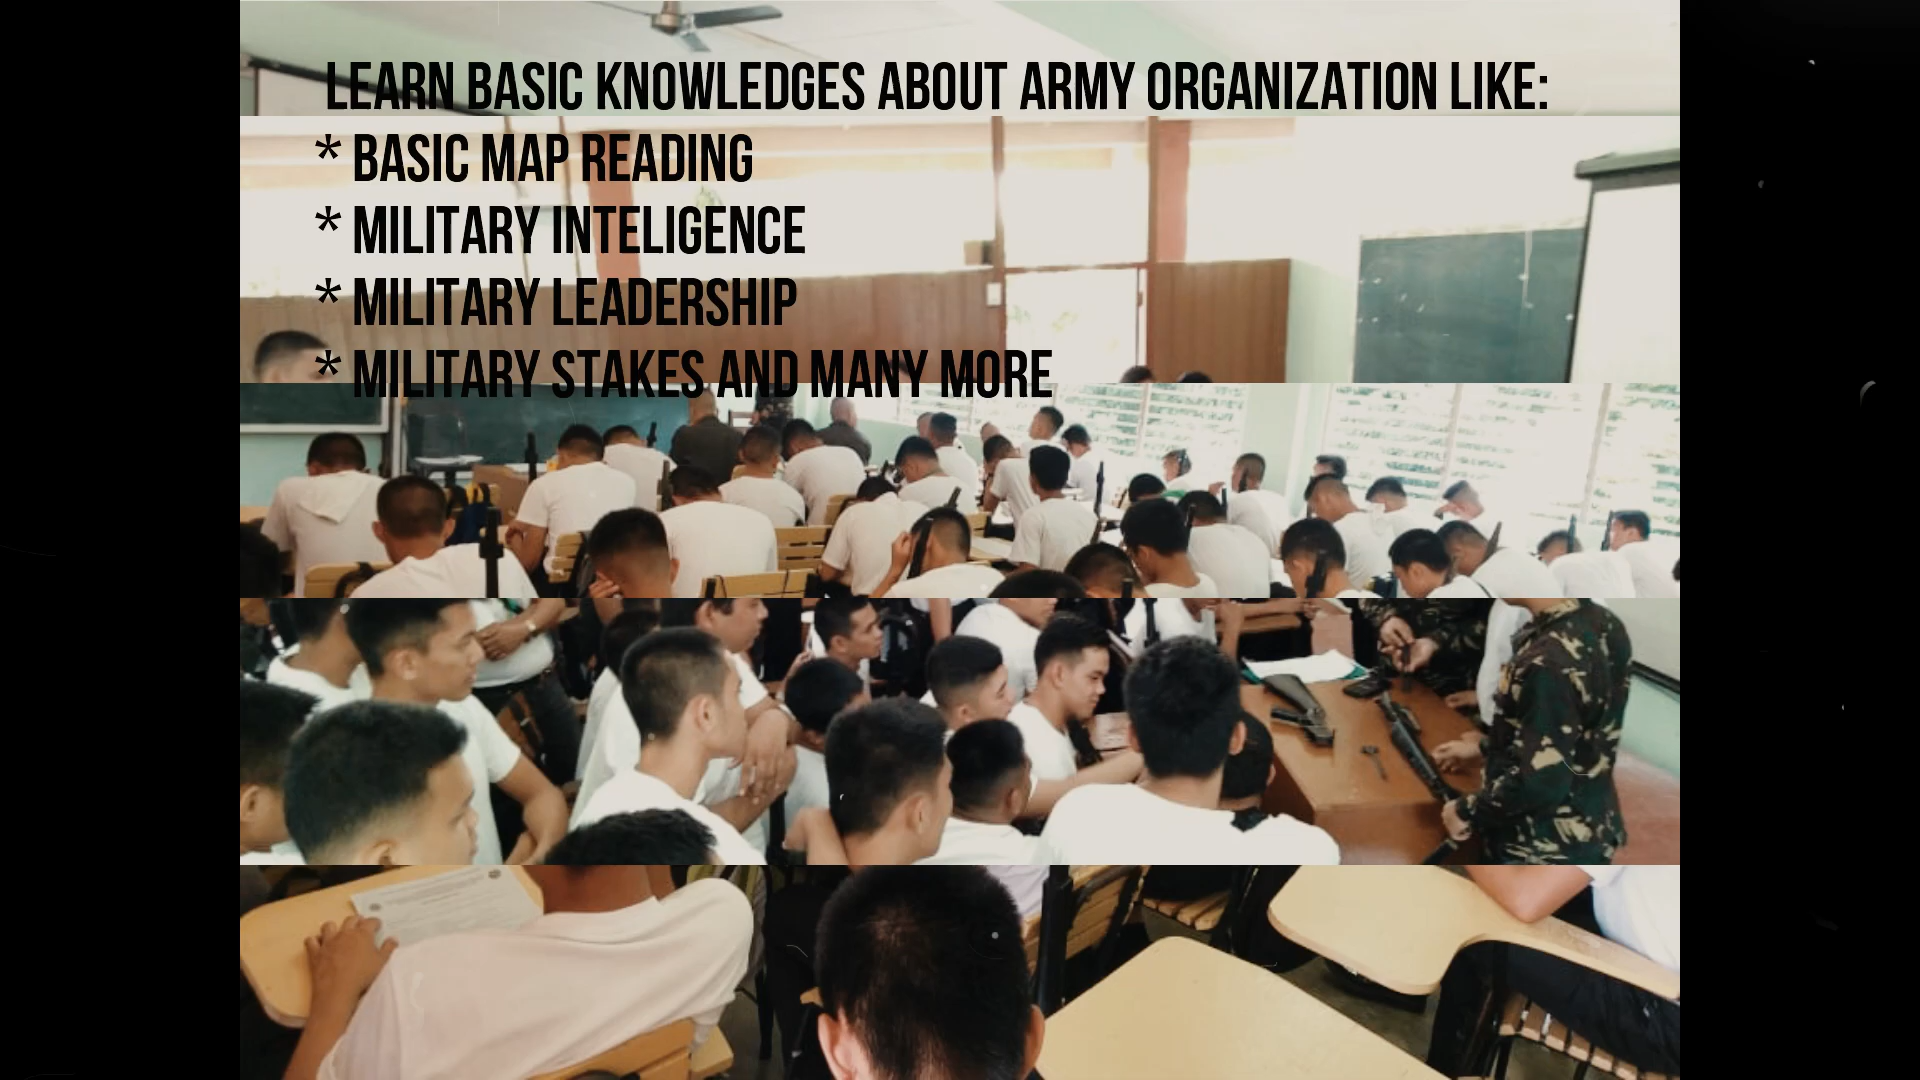 LEARN BASIC KNOWLEDGES ABOUT ARMY ORGANIZATION LIKE:
* BASIC MAP READING
* MILITARY INTELIGENCE
* MILITARY LEADERSHIP
* MILITARY STAKES AND MANY MORE